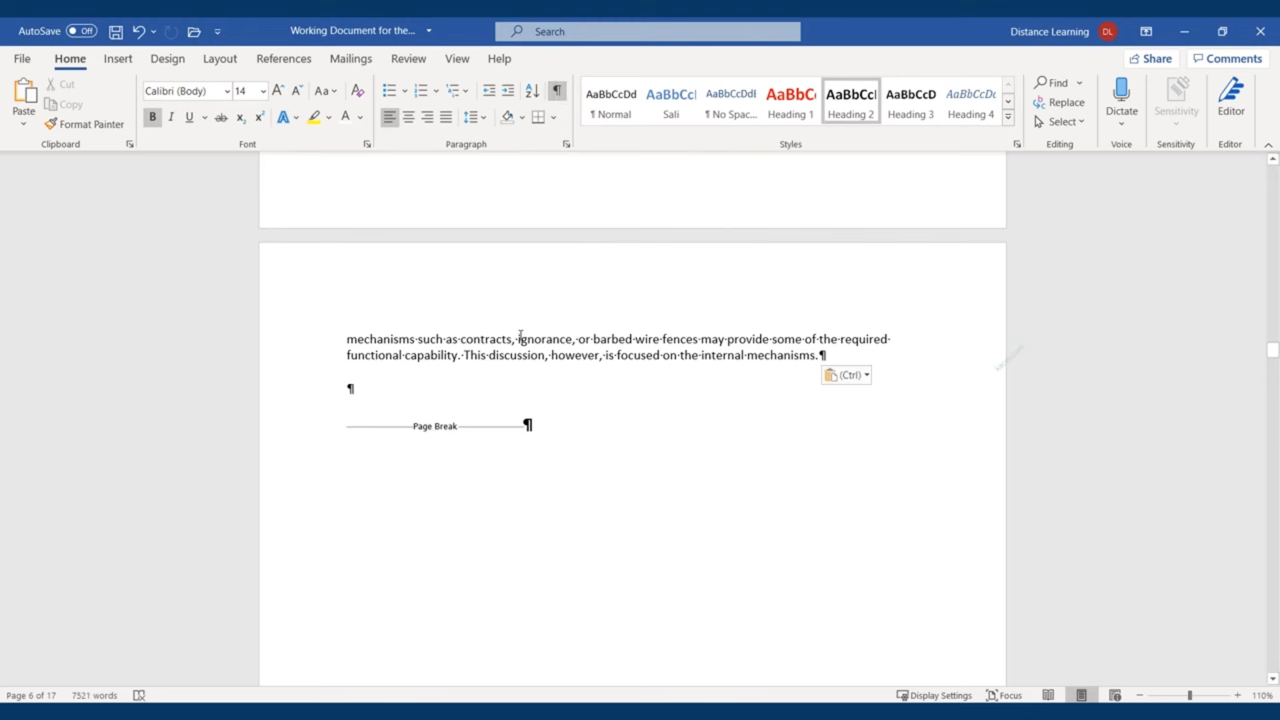 AutoSave Off Working Document for the... Search Distance Learning DL
File Home Insert Design Layout References Mailings Review View Help Share Comments
Paste Cut Copy Format Painter Clipboard
Calibri (Body) 14 Aa B I U ab x₂ x² A A Font
Paragraph
AaBbCcDd AaBbCcI AaBbCcDdI AaBbC AaBbCcI AaBbCcD AaBbCcDc
¶ Normal Sali ¶ No Spac... Heading 1 Heading 2 Heading 3 Heading 4
Styles
Find Replace Select Editing
Dictate Voice
Sensitivity Sensitivity
Editor Editor
mechanisms·such·as·contracts,·ignorance,·or·barbed·wire·fences·may·provide·some·of·the·required·
functional·capability.··This·discussion,·however,·is·focused·on·the·internal·mechanisms.¶
(Ctrl)
¶
Page Break ¶
Page 6 of 17 7521 words Display Settings Focus 110%